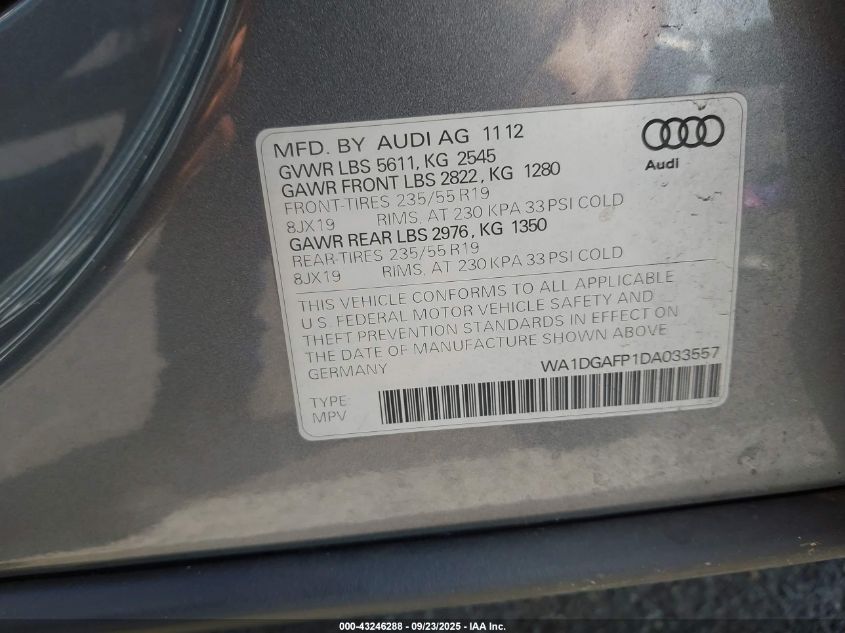 MFD. BY AUDI AG 11 12
GVWR LBS 5611, KG 2545
GAWR FRONT LBS 2822, KG 1280
FRONT-TIRES 235/55 R19
8JX19 RIMS, AT 230 KPA 33 PSI COLD
GAWR REAR LBS 2976, KG 1350
REAR-TIRES 235/55 R19
8JX19 RIMS, AT 230 KPA 33 PSI COLD
Audi
THIS VEHICLE CONFORMS TO ALL APPLICABLE
U.S. FEDERAL MOTOR VEHICLE SAFETY AND
THEFT PREVENTION STANDARDS IN EFFECT ON
THE DATE OF MANUFACTURE SHOWN ABOVE
GERMANY WA1DGAFP1DA033557
TYPE
MPV
000-43246288 - 09/23/2025 - IAA Inc.